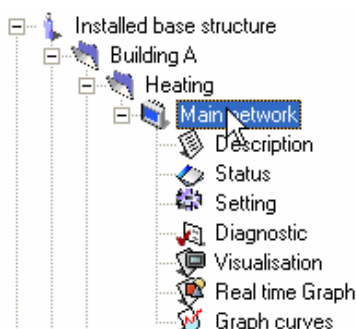 Installed base structure
Building A
Heating
Main network
Description
Status
Setting
Diagnostic
Visualisation
Real time Graph
Graph curves